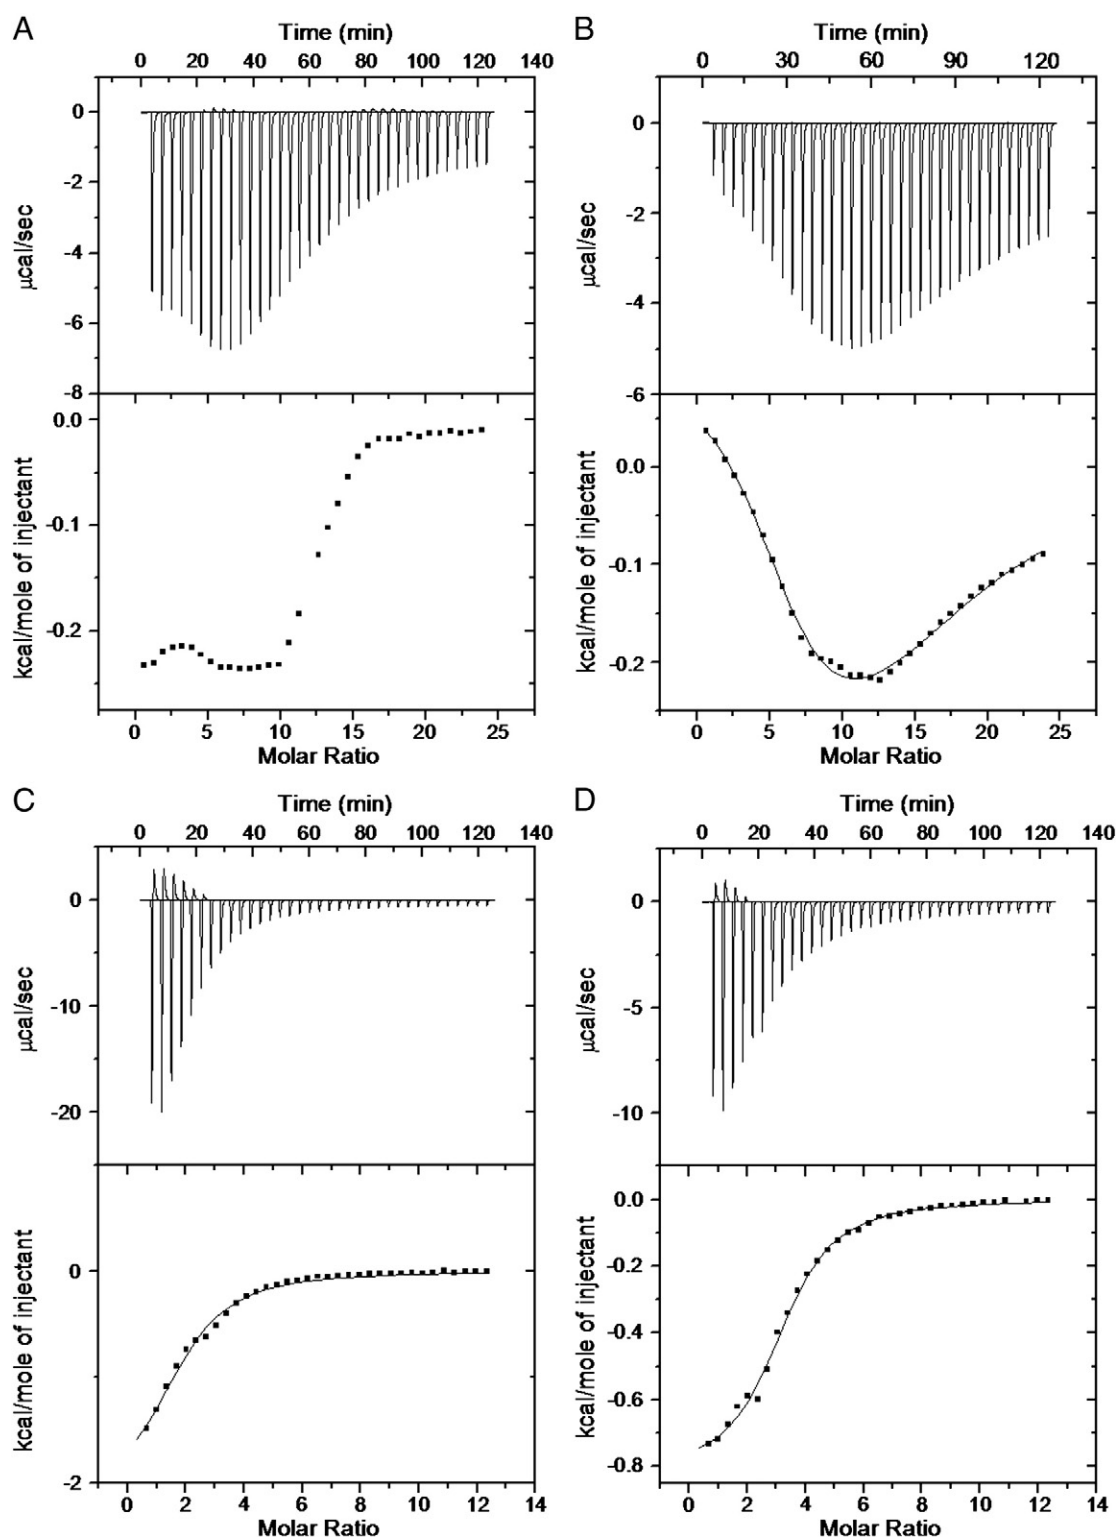 A
Time (min)
0 20 40 60 80 100 120 140
0
-2
-4
-6
-8
μcal/sec
0.0
-0.1
-0.2
kcal/mole of injectant
0 5 10 15 20 25
Molar Ratio
B
Time (min)
0 30 60 90 120
0
-2
-4
-6
μcal/sec
0.0
-0.1
-0.2
kcal/mole of injectant
0 5 10 15 20 25
Molar Ratio
C
Time (min)
0 20 40 60 80 100 120 140
0
-10
-20
μcal/sec
0
-2
kcal/mole of injectant
0 2 4 6 8 10 12 14
Molar Ratio
D
Time (min)
0 20 40 60 80 100 120 140
0
-5
-10
μcal/sec
0.0
-0.2
-0.4
-0.6
-0.8
kcal/mole of injectant
0 2 4 6 8 10 12 14
Molar Ratio